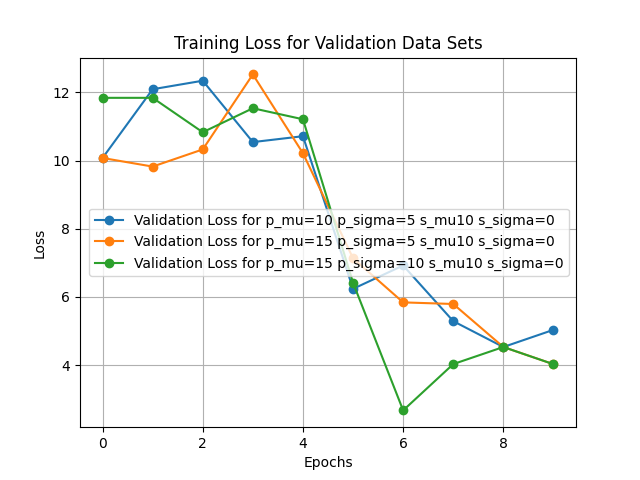 Training Loss for Validation Data Sets
12
10
8
6
4
Loss
Validation Loss for p_mu=10 p_sigma=5 s_mu10 s_sigma=0
Validation Loss for p_mu=15 p_sigma=5 s_mu10 s_sigma=0
Validation Loss for p_mu=15 p_sigma=10 s_mu10 s_sigma=0
0 2 4 6 8
Epochs